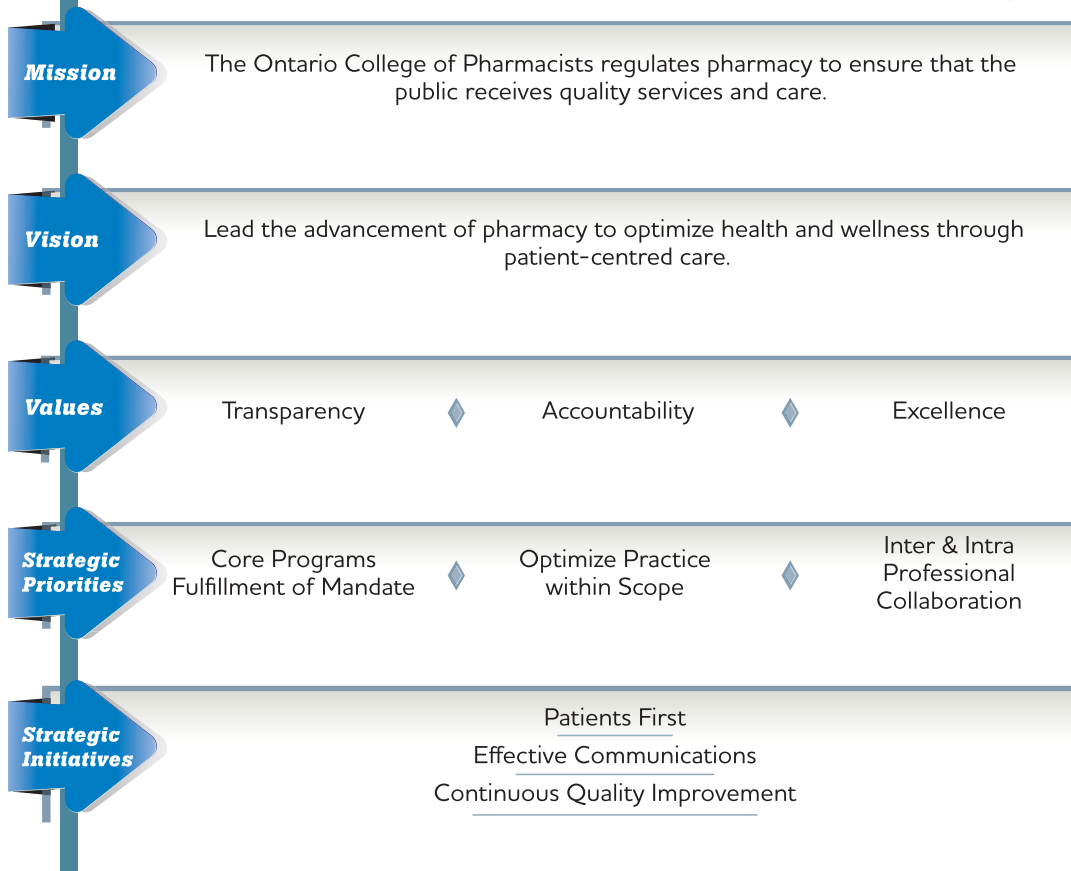 Mission
The Ontario College of Pharmacists regulates pharmacy to ensure that the
public receives quality services and care.
Vision
Lead the advancement of pharmacy to optimize health and wellness through
patient-centred care.
Values
Transparency
Accountability
Excellence
Strategic
Priorities
Core Programs
Fulfillment of Mandate
Optimize Practice
within Scope
Inter & Intra
Professional
Collaboration
Strategic
Initiatives
Patients First
Effective Communications
Continuous Quality Improvement